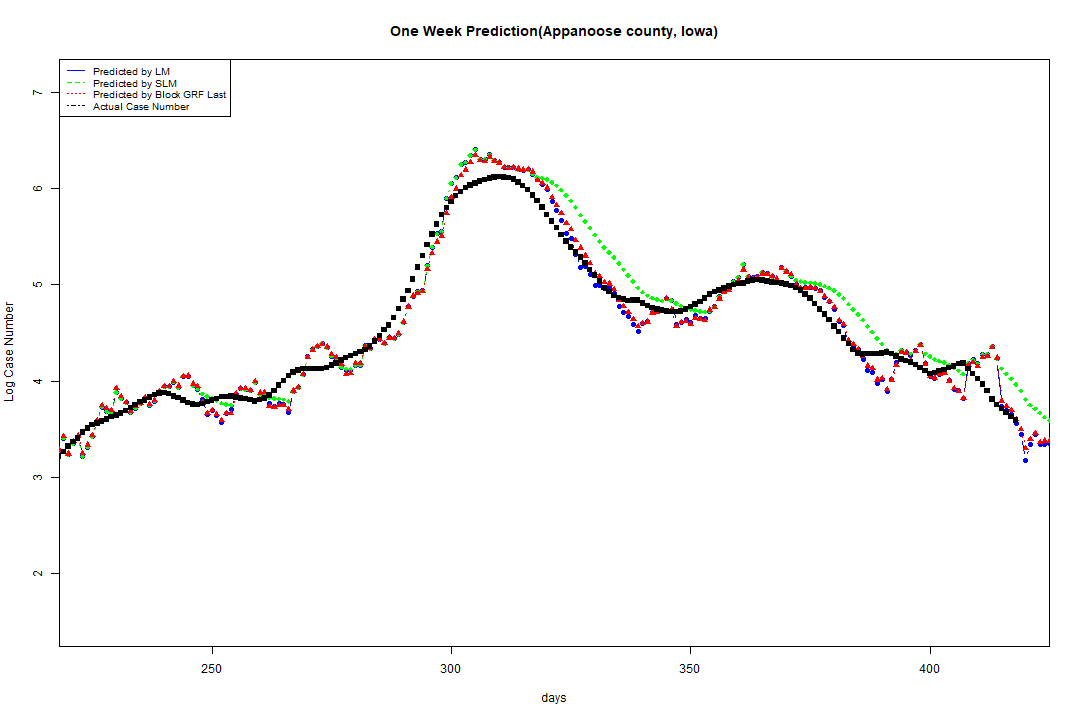 One Week Prediction(Appanoose county, Iowa)
Predicted by LM
Predicted by SLM
Predicted by Block GRF Last
Actual Case Number
7
6
5
4
3
2
Log Case Number
250
300
350
400
days